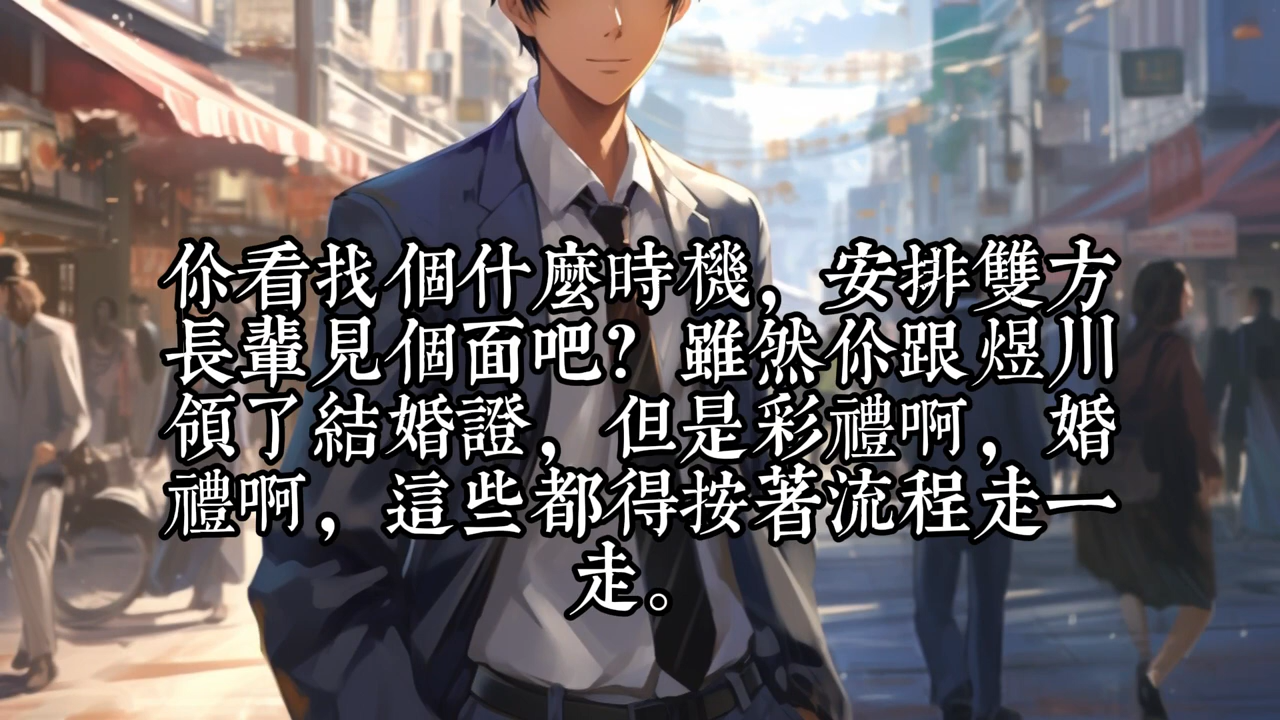 你看找個什麼時機，安排雙方
長輩見個面吧？雖然你跟煜川
領了結婚證，但是彩禮啊，婚
禮啊，這些都得按著流程走一
走。